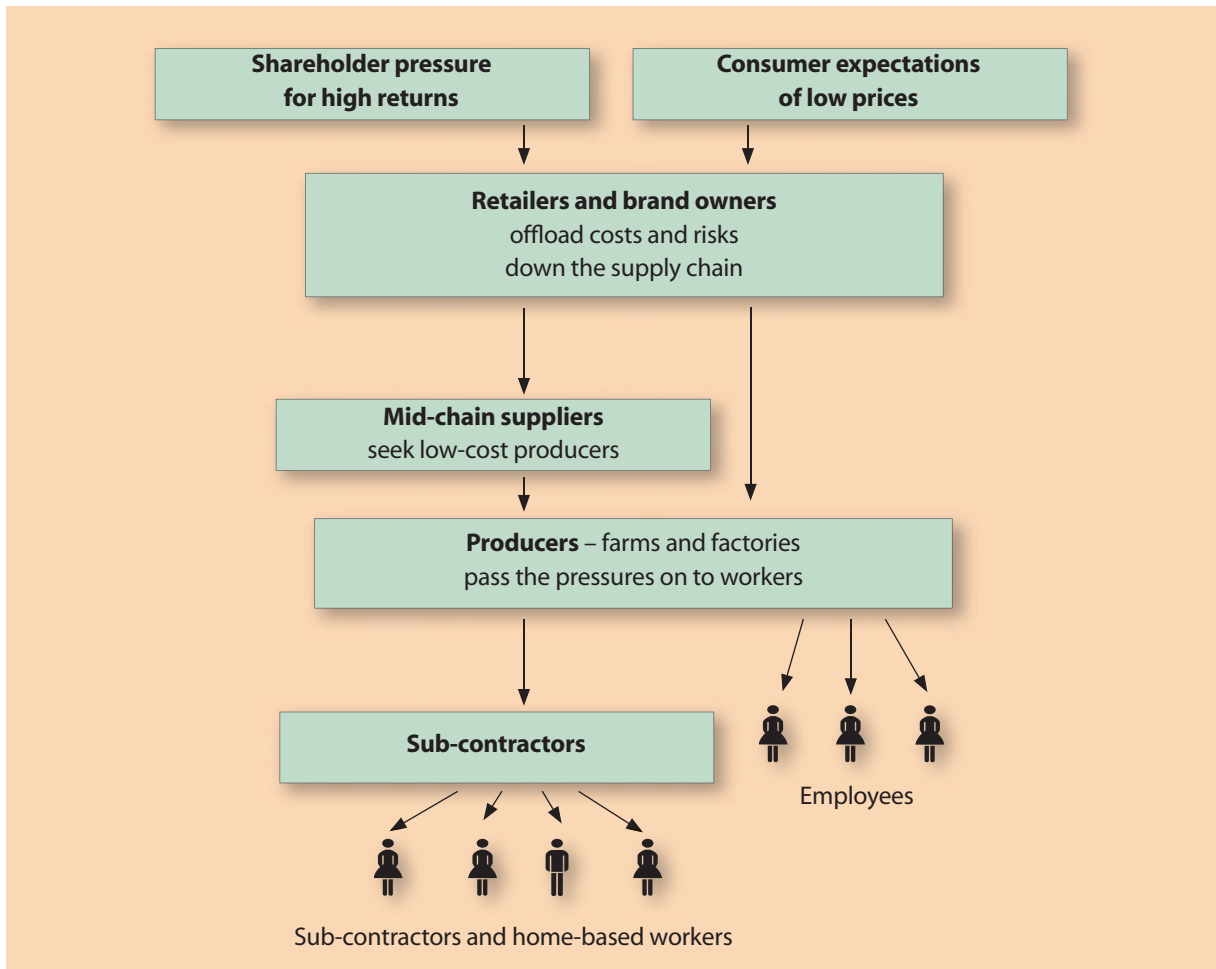 Shareholder pressure
for high returns
Consumer expectations
of low prices
Retailers and brand owners
offload costs and risks
down the supply chain
Mid-chain suppliers
seek low-cost producers
Producers – farms and factories
pass the pressures on to workers
Sub-contractors
Employees
Sub-contractors and home-based workers